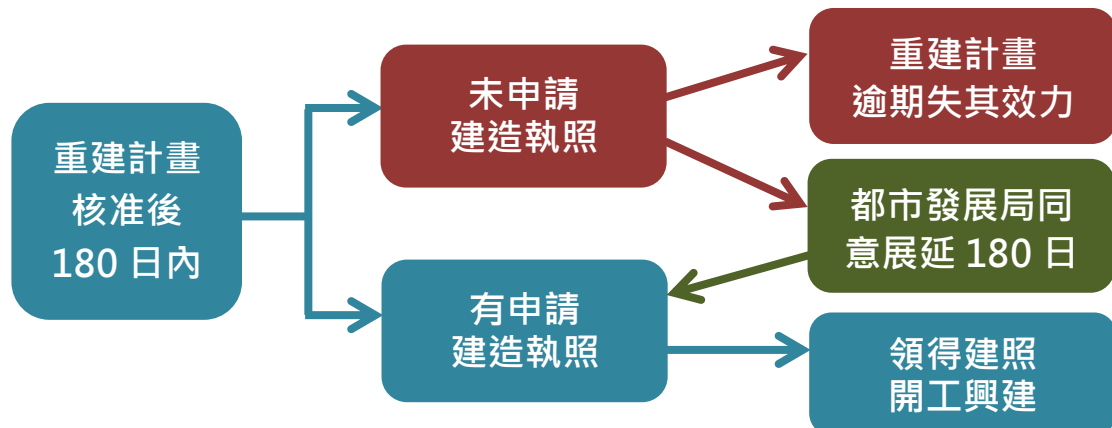 重建計畫
核准後
180 日內
未申請
建造執照
重建計畫
逾期失其效力
都市發展局同
意展延 180 日
有申請
建造執照
領得建照
開工興建